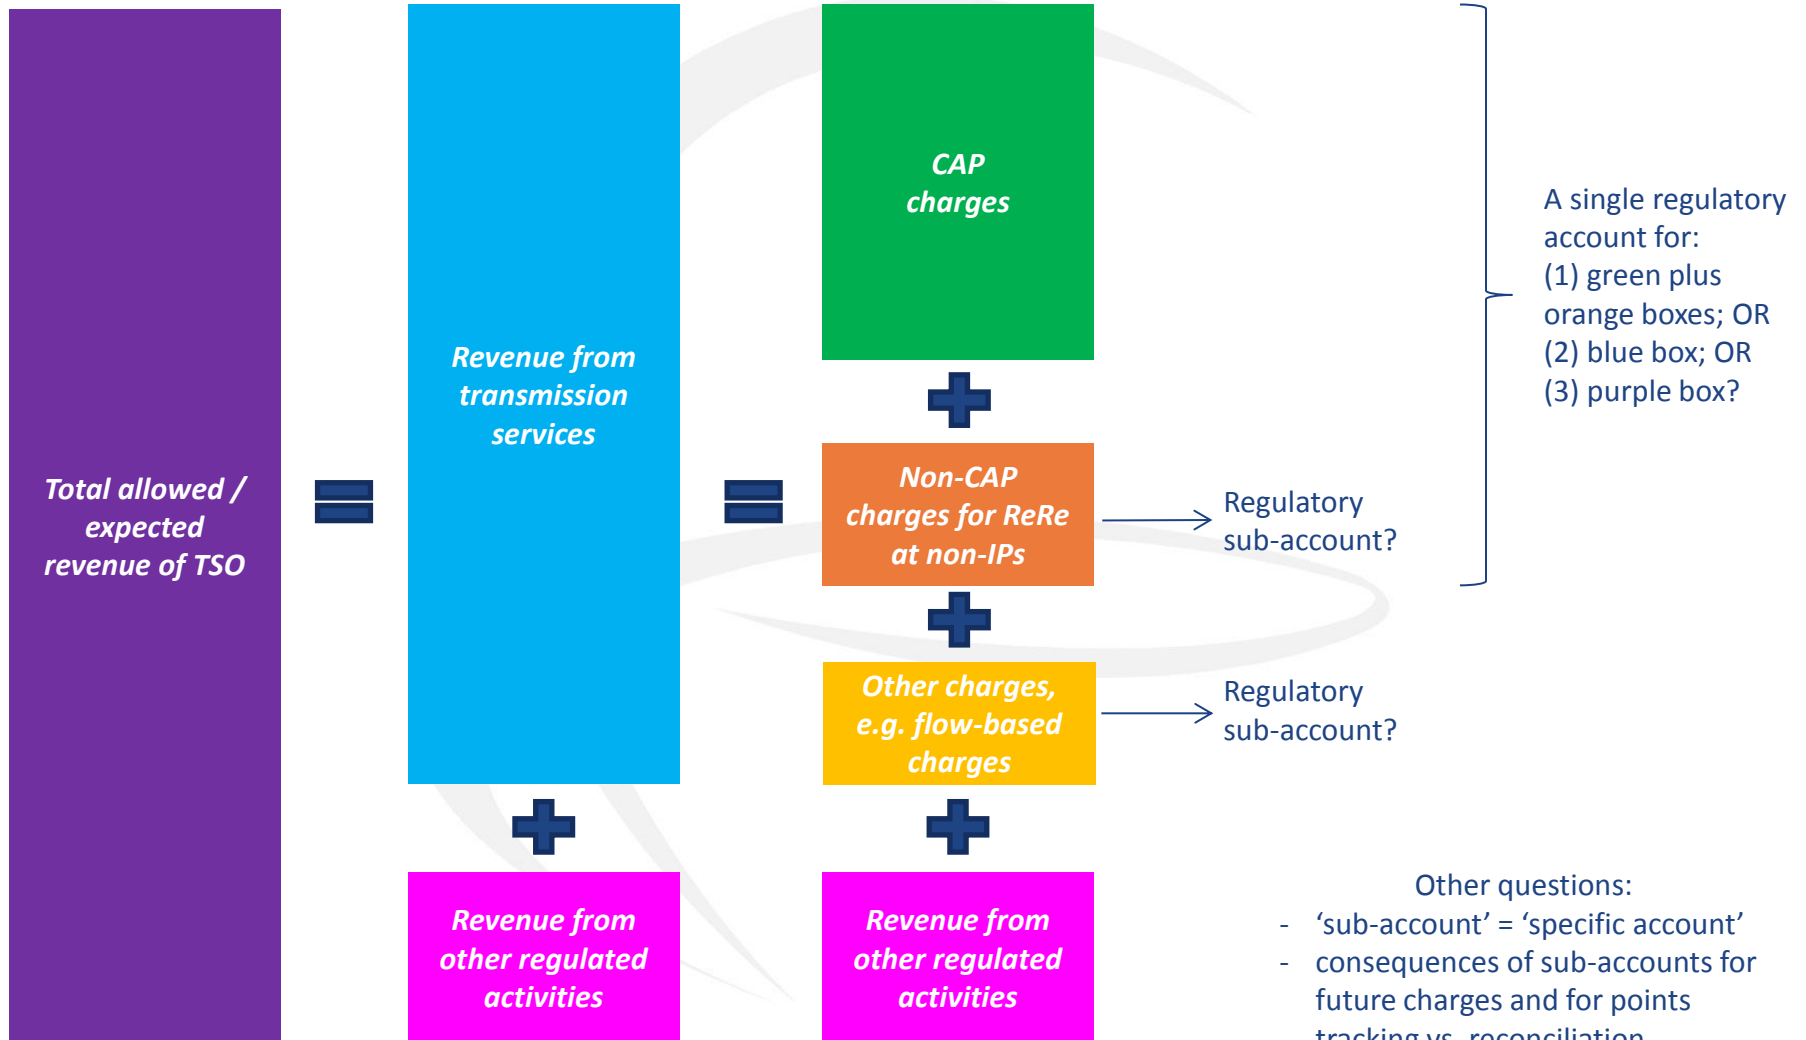 Total allowed /
expected
revenue of TSO
Revenue from
transmission
services
Revenue from
other regulated
activities
CAP
charges
Non-CAP
charges for ReRe
at non-IPs
Other charges,
e.g. flow-based
charges
Revenue from
other regulated
activities
Regulatory
sub-account?
Regulatory
sub-account?
A single regulatory
account for:
(1) green plus
orange boxes; OR
(2) blue box; OR
(3) purple box?
Other questions:
- ‘sub-account’ = ‘specific account’
- consequences of sub-accounts for
future charges and for points
tracking vs. reconciliation